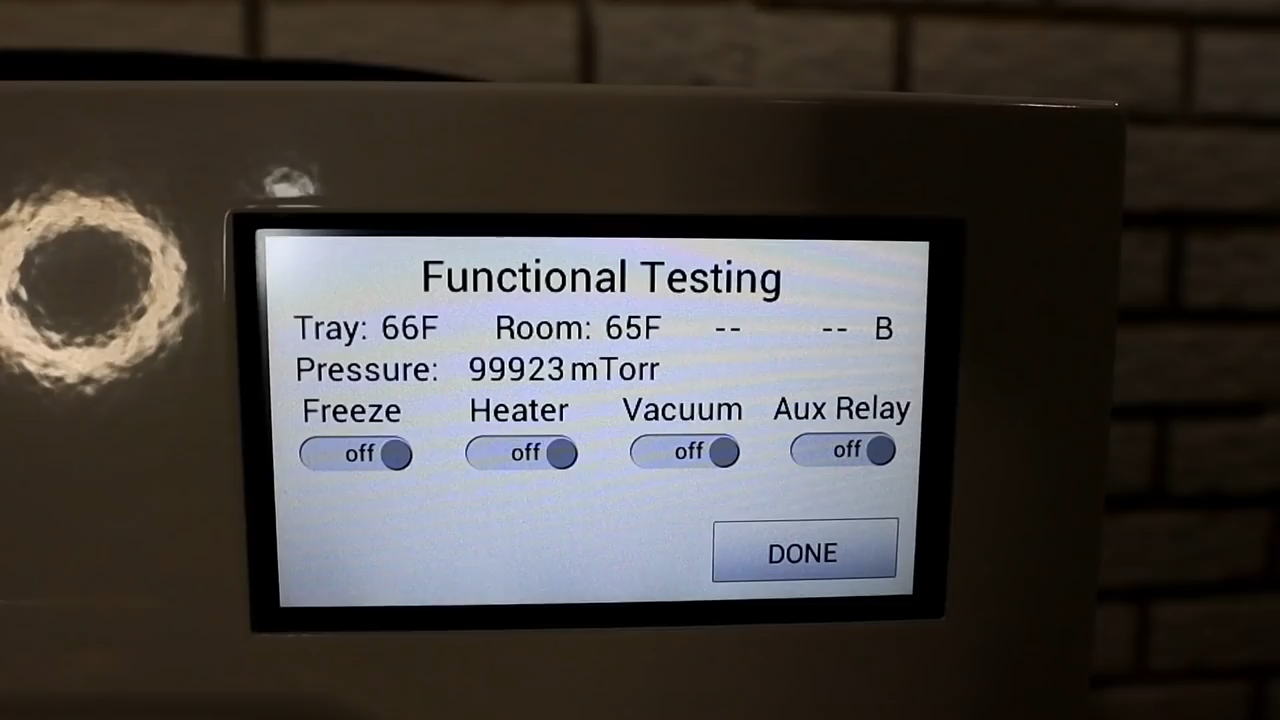 Functional Testing
Tray: 66F Room: 65F -- -- B
Pressure: 99923 mTorr
Freeze Heater Vacuum Aux Relay
off off off off
DONE